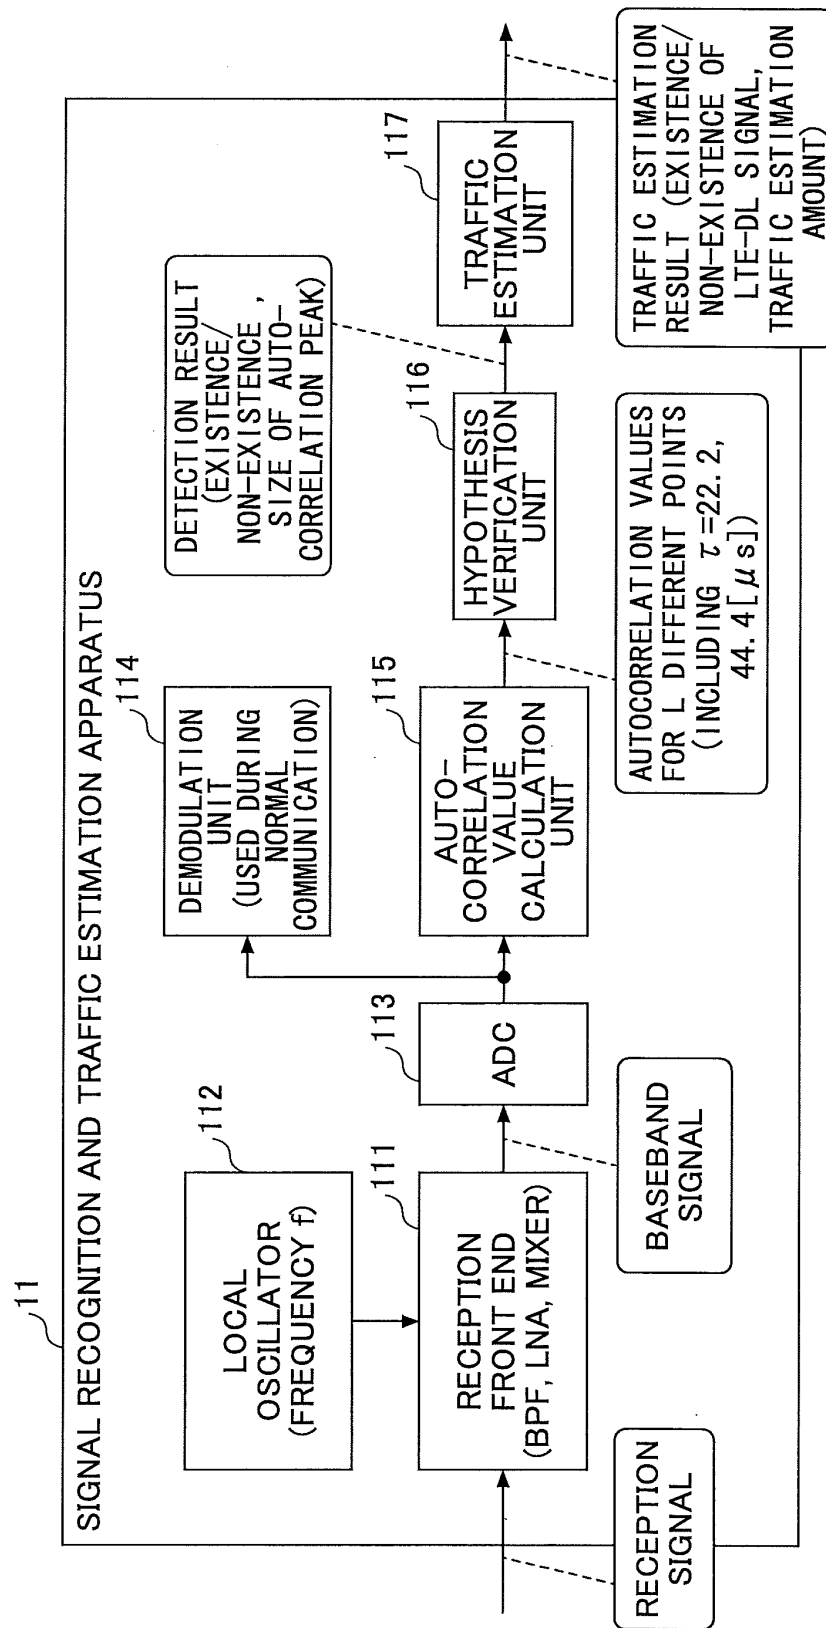 11
SIGNAL RECOGNITION AND TRAFFIC ESTIMATION APPARATUS
112
LOCAL
OSCILLATOR
(FREQUENCY f)
111
RECEPTION
FRONT END
(BPF, LNA, MIXER)
RECEPTION
SIGNAL
BASEBAND
SIGNAL
113
ADC
114
DEMODULATION
UNIT
(USED DURING
NORMAL
COMMUNICATION)
115
AUTO-
CORRELATION
VALUE
CALCULATION
UNIT
AUTOCORRELATION VALUES
FOR L DIFFERENT POINTS
(INCLUDING τ=22.2,
44.4[μs])
116
HYPOTHESIS
VERIFICATION
UNIT
DETECTION RESULT
(EXISTENCE/
NON-EXISTENCE,
SIZE OF AUTO-
CORRELATION PEAK)
117
TRAFFIC
ESTIMATION
UNIT
TRAFFIC ESTIMATION
RESULT (EXISTENCE/
NON-EXISTENCE OF
LTE-DL SIGNAL,
TRAFFIC ESTIMATION
AMOUNT)